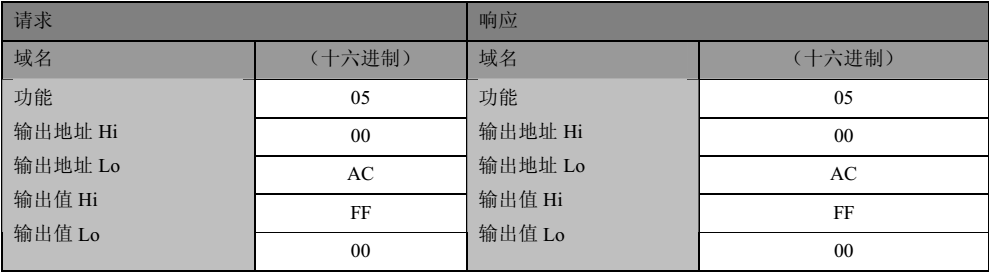 请求 响应
域名 （十六进制） 域名 （十六进制）
功能 05 功能 05
输出地址 Hi 00 输出地址 Hi 00
输出地址 Lo AC 输出地址 Lo AC
输出值 Hi FF 输出值 Hi FF
输出值 Lo 00 输出值 Lo 00